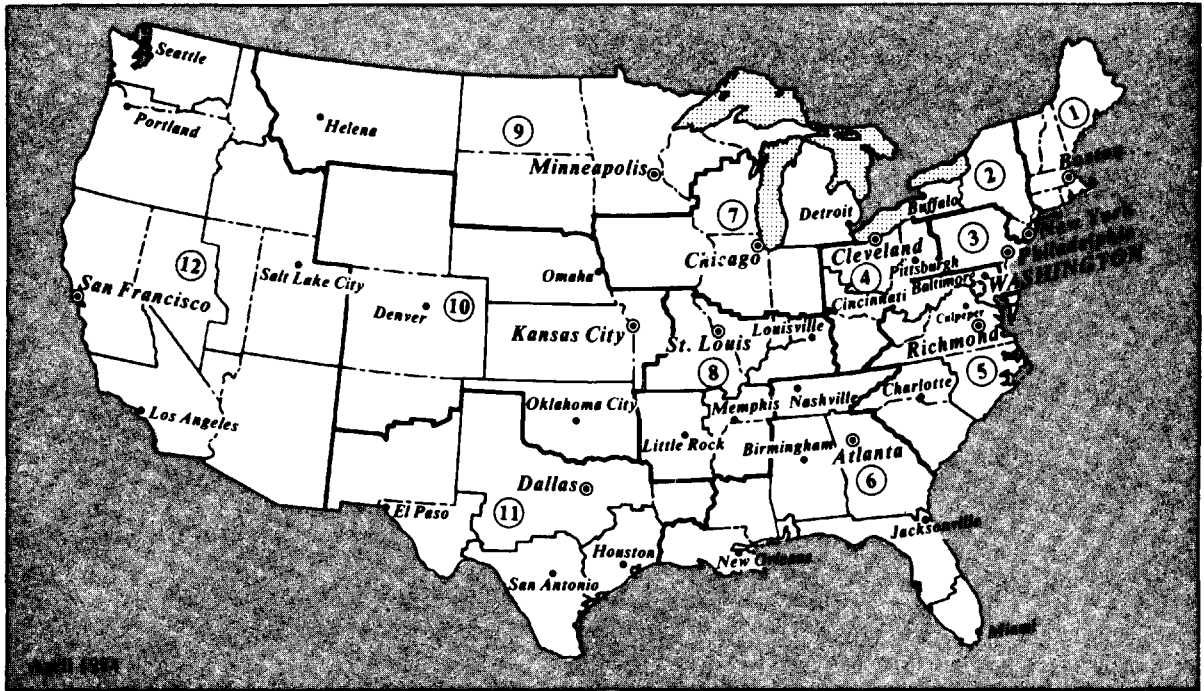 Seattle
Portland
Helena
9
Minneapolis
1
Boston
2
Buffalo
7
Detroit
3
New York
Philadelphia
WASHINGTON
Chicago
Cleveland
4
Pittsburgh
Cincinnati
Baltimore
12
San Francisco
Salt Lake City
Omaha
10
Denver
Kansas City
St. Louis
Louisville
Culpeper
Richmond
8
5
Charlotte
Los Angeles
Oklahoma City
Memphis
Nashville
Little Rock
Birmingham
Atlanta
6
Dallas
11
El Paso
Jacksonville
Houston
New Orleans
San Antonio
Miami